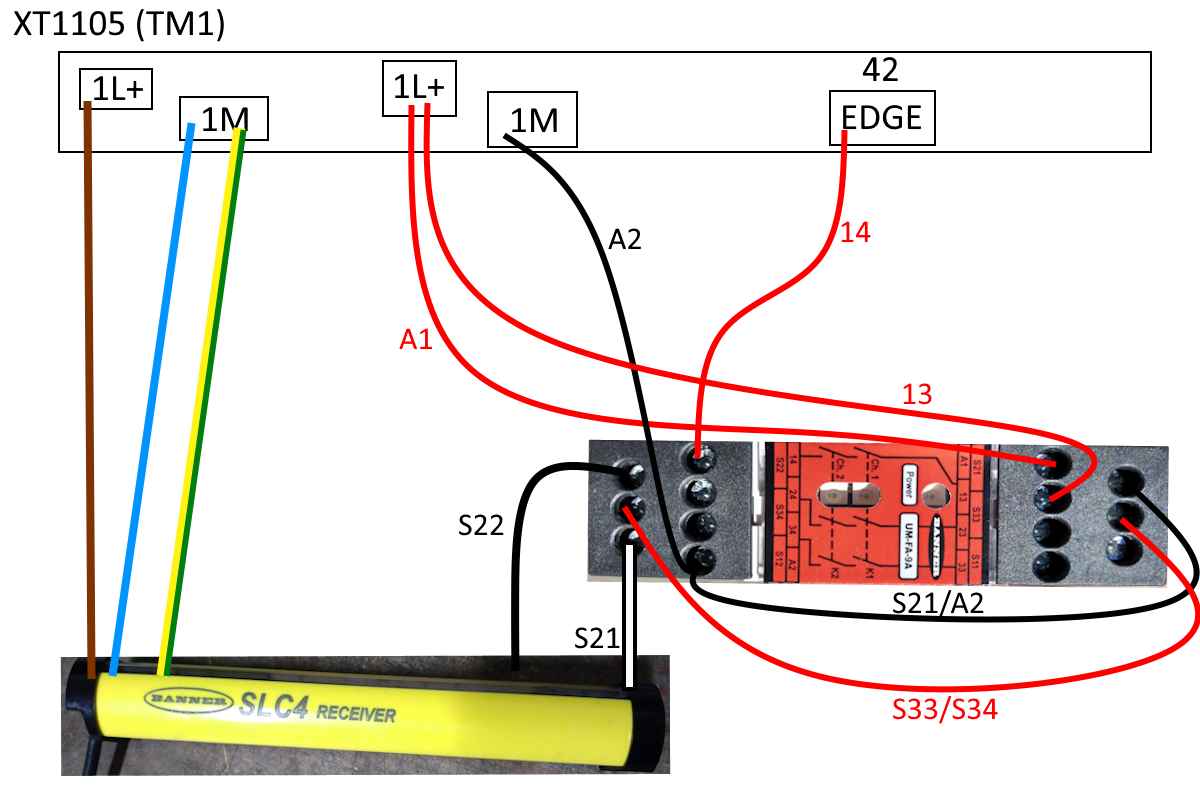 XT1105 (TM1)
42
1L+
1M
1L+
1M
EDGE
A2
14
A1
13
S22
S21
S22 14 Ch. 2 Ch. 1 A1 S21
Power
24 13
S34 34 UM-FA-9A BANNER 23 S33
S12 A2 K2 K1 33 S11
S21/A2
S33/S34
BANNER SLC4 RECEIVER